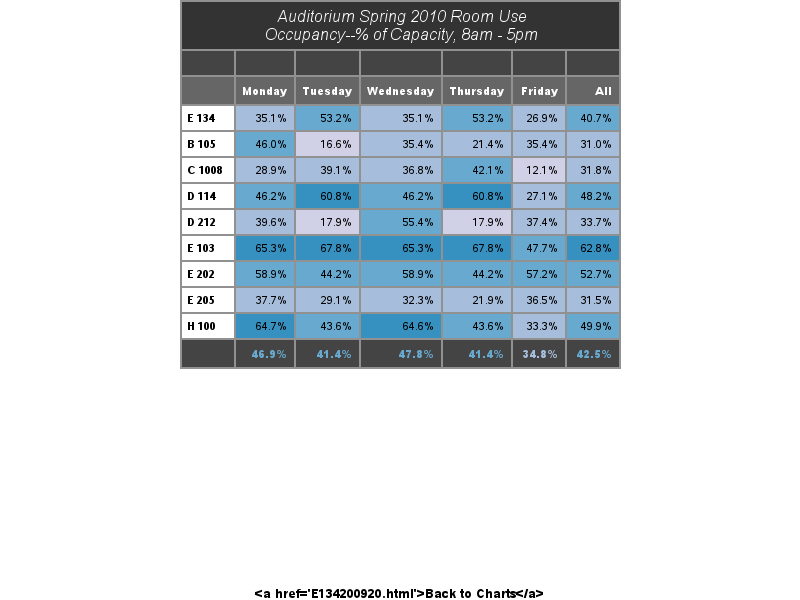 Auditorium Spring 2010 Room Use
Occupancy--% of Capacity, 8am - 5pm
Monday Tuesday Wednesday Thursday Friday All
E 134 35.1% 53.2% 35.1% 53.2% 26.9% 40.7%
B 105 46.0% 16.6% 35.4% 21.4% 35.4% 31.0%
C 1008 28.9% 39.1% 36.8% 42.1% 12.1% 31.8%
D 114 46.2% 60.8% 46.2% 60.8% 27.1% 48.2%
D 212 39.6% 17.9% 55.4% 17.9% 37.4% 33.7%
E 103 65.3% 67.8% 65.3% 67.8% 47.7% 62.8%
E 202 58.9% 44.2% 58.9% 44.2% 57.2% 52.7%
E 205 37.7% 29.1% 32.3% 21.9% 36.5% 31.5%
H 100 64.7% 43.6% 64.6% 43.6% 33.3% 49.9%
46.9% 41.4% 47.8% 41.4% 34.8% 42.5%
<a href='E134200920.html'>Back to Charts</a>